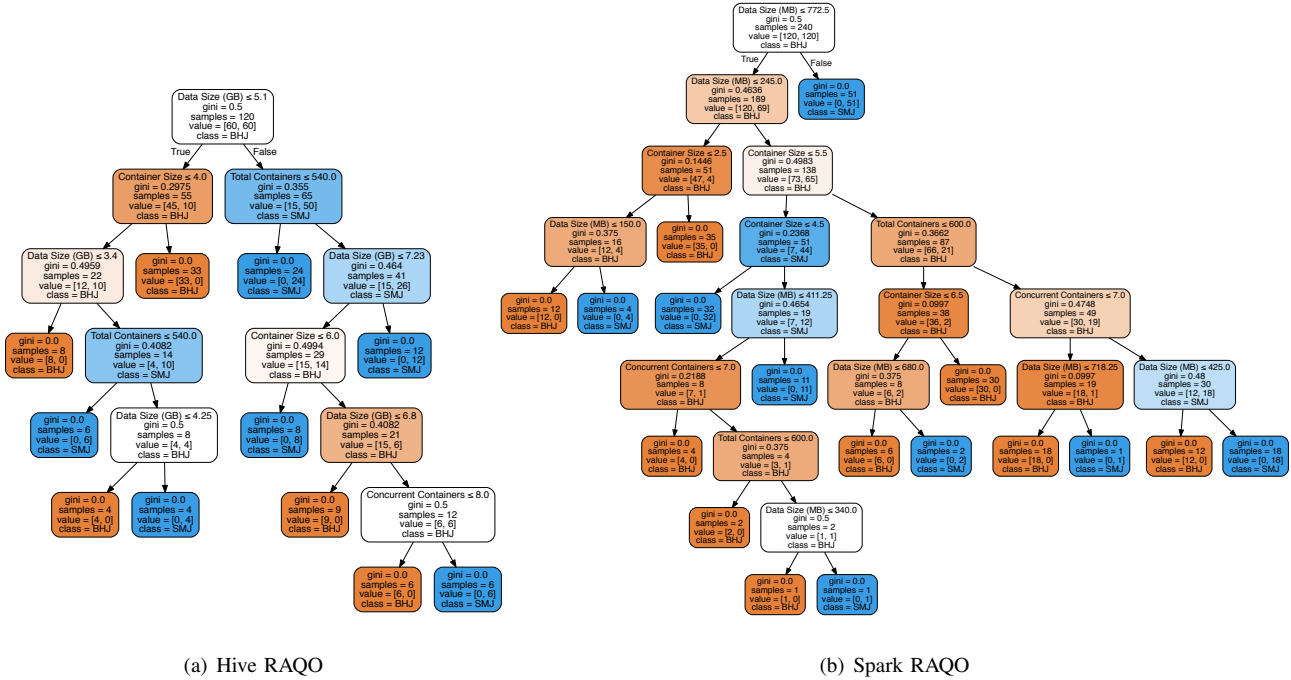 Data Size (GB) ≤ 5.1
gini = 0.5
samples = 120
value = [60, 60]
class = BHJ
True
False
Container Size ≤ 4.0
gini = 0.2975
samples = 55
value = [45, 10]
class = BHJ
Total Containers ≤ 540.0
gini = 0.355
samples = 65
value = [15, 50]
class = SMJ
Data Size (GB) ≤ 3.4
gini = 0.4959
samples = 22
value = [12, 10]
class = BHJ
gini = 0.0
samples = 33
value = [33, 0]
class = BHJ
gini = 0.0
samples = 24
value = [0, 24]
class = SMJ
Data Size (GB) ≤ 7.23
gini = 0.464
samples = 41
value = [15, 26]
class = SMJ
gini = 0.0
samples = 8
value = [8, 0]
class = BHJ
Total Containers ≤ 540.0
gini = 0.4082
samples = 14
value = [4, 10]
class = SMJ
Container Size ≤ 6.0
gini = 0.4994
samples = 29
value = [15, 14]
class = BHJ
gini = 0.0
samples = 12
value = [0, 12]
class = SMJ
gini = 0.0
samples = 6
value = [0, 6]
class = SMJ
Data Size (GB) ≤ 4.25
gini = 0.5
samples = 8
value = [4, 4]
class = BHJ
gini = 0.0
samples = 8
value = [0, 8]
class = SMJ
Data Size (GB) ≤ 6.8
gini = 0.4082
samples = 21
value = [15, 6]
class = BHJ
gini = 0.0
samples = 4
value = [4, 0]
class = BHJ
gini = 0.0
samples = 4
value = [0, 4]
class = SMJ
gini = 0.0
samples = 9
value = [9, 0]
class = BHJ
Concurrent Containers ≤ 8.0
gini = 0.5
samples = 12
value = [6, 6]
class = BHJ
gini = 0.0
samples = 6
value = [6, 0]
class = BHJ
gini = 0.0
samples = 6
value = [0, 6]
class = SMJ
(a) Hive RAQO
Data Size (MB) ≤ 772.5
gini = 0.5
samples = 240
value = [120, 120]
class = BHJ
True
False
Data Size (MB) ≤ 245.0
gini = 0.4636
samples = 189
value = [120, 69]
class = BHJ
gini = 0.0
samples = 51
value = [0, 51]
class = SMJ
Container Size ≤ 2.5
gini = 0.1446
samples = 51
value = [47, 4]
class = BHJ
Container Size ≤ 5.5
gini = 0.4983
samples = 138
value = [73, 65]
class = BHJ
Data Size (MB) ≤ 150.0
gini = 0.375
samples = 16
value = [12, 4]
class = BHJ
gini = 0.0
samples = 35
value = [35, 0]
class = BHJ
Container Size ≤ 4.5
gini = 0.2368
samples = 51
value = [7, 44]
class = SMJ
Total Containers ≤ 600.0
gini = 0.3662
samples = 87
value = [66, 21]
class = BHJ
gini = 0.0
samples = 12
value = [12, 0]
class = BHJ
gini = 0.0
samples = 4
value = [0, 4]
class = SMJ
gini = 0.0
samples = 32
value = [0, 32]
class = SMJ
Data Size (MB) ≤ 411.25
gini = 0.4654
samples = 19
value = [7, 12]
class = SMJ
Container Size ≤ 6.5
gini = 0.0997
samples = 38
value = [36, 2]
class = BHJ
Concurrent Containers ≤ 7.0
gini = 0.4748
samples = 49
value = [30, 19]
class = BHJ
Concurrent Containers ≤ 7.0
gini = 0.2188
samples = 8
value = [7, 1]
class = BHJ
gini = 0.0
samples = 11
value = [0, 11]
class = SMJ
Data Size (MB) ≤ 680.0
gini = 0.375
samples = 8
value = [6, 2]
class = BHJ
gini = 0.0
samples = 30
value = [30, 0]
class = BHJ
Data Size (MB) ≤ 718.25
gini = 0.0997
samples = 19
value = [18, 1]
class = BHJ
Data Size (MB) ≤ 425.0
gini = 0.48
samples = 30
value = [12, 18]
class = SMJ
gini = 0.0
samples = 4
value = [4, 0]
class = BHJ
Total Containers ≤ 600.0
gini = 0.375
samples = 4
value = [3, 1]
class = BHJ
gini = 0.0
samples = 6
value = [6, 0]
class = BHJ
gini = 0.0
samples = 2
value = [0, 2]
class = SMJ
gini = 0.0
samples = 18
value = [18, 0]
class = BHJ
gini = 0.0
samples = 1
value = [0, 1]
class = SMJ
gini = 0.0
samples = 12
value = [12, 0]
class = BHJ
gini = 0.0
samples = 18
value = [0, 18]
class = SMJ
gini = 0.0
samples = 2
value = [2, 0]
class = BHJ
Data Size (MB) ≤ 340.0
gini = 0.5
samples = 2
value = [1, 1]
class = BHJ
gini = 0.0
samples = 1
value = [1, 0]
class = BHJ
gini = 0.0
samples = 1
value = [0, 1]
class = SMJ
(b) Spark RAQO